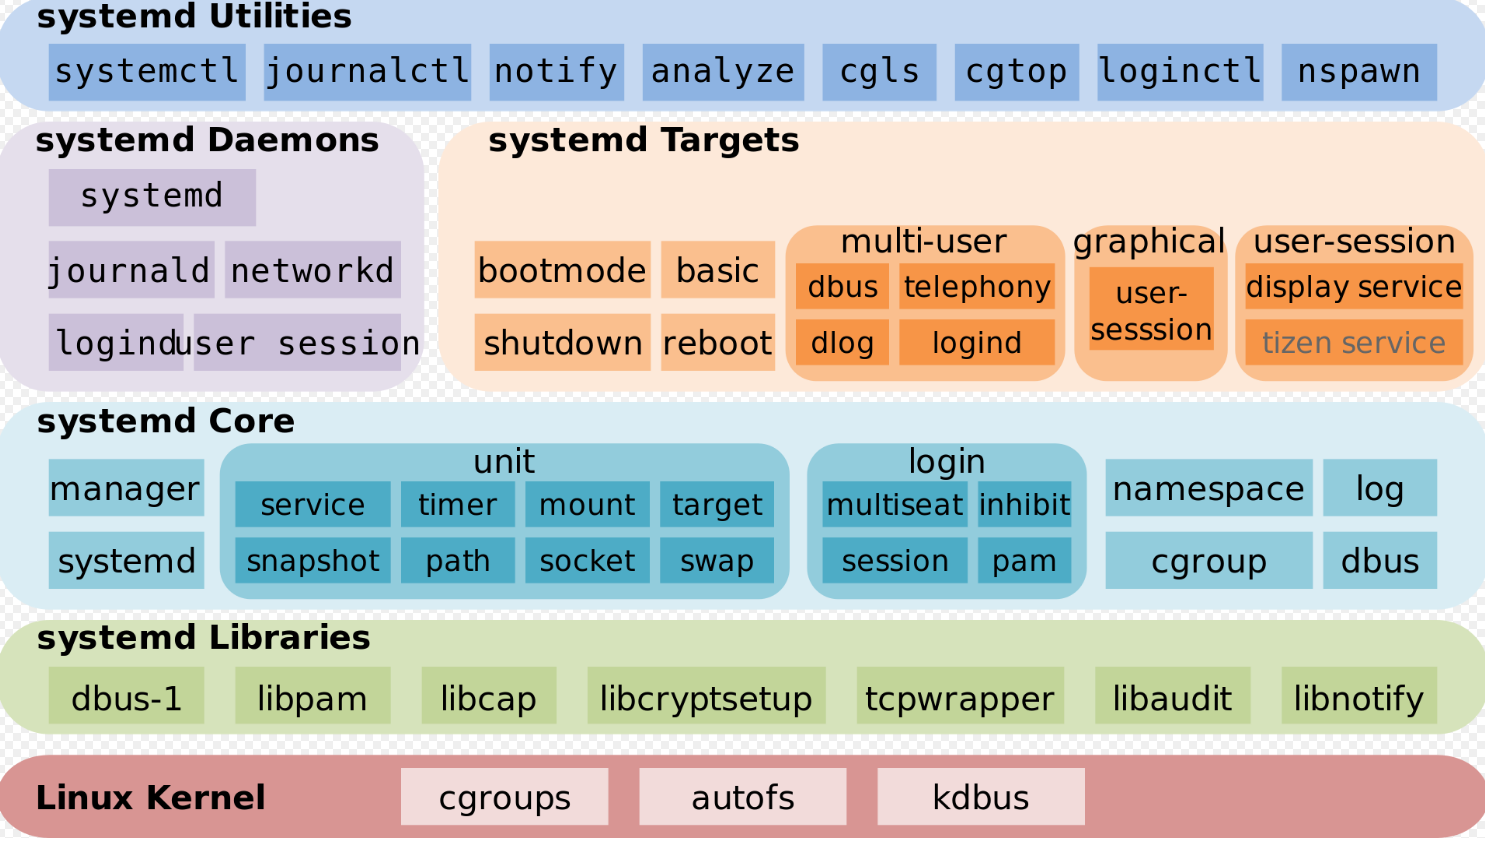 systemd Utilities
systemctl journalctl notify analyze cgls cgtop loginctl nspawn
systemd Daemons
systemd
journald networkd
logind user session
systemd Targets
bootmode basic
shutdown reboot
multi-user
dbus telephony
dlog logind
graphical
user-
sesssion
user-session
display service
tizen service
systemd Core
manager
systemd
unit
service timer mount target
snapshot path socket swap
login
multiseat inhibit
session pam
namespace log
cgroup dbus
systemd Libraries
dbus-1 libpam libcap libcryptsetup tcpwrapper libaudit libnotify
Linux Kernel cgroups autofs kdbus